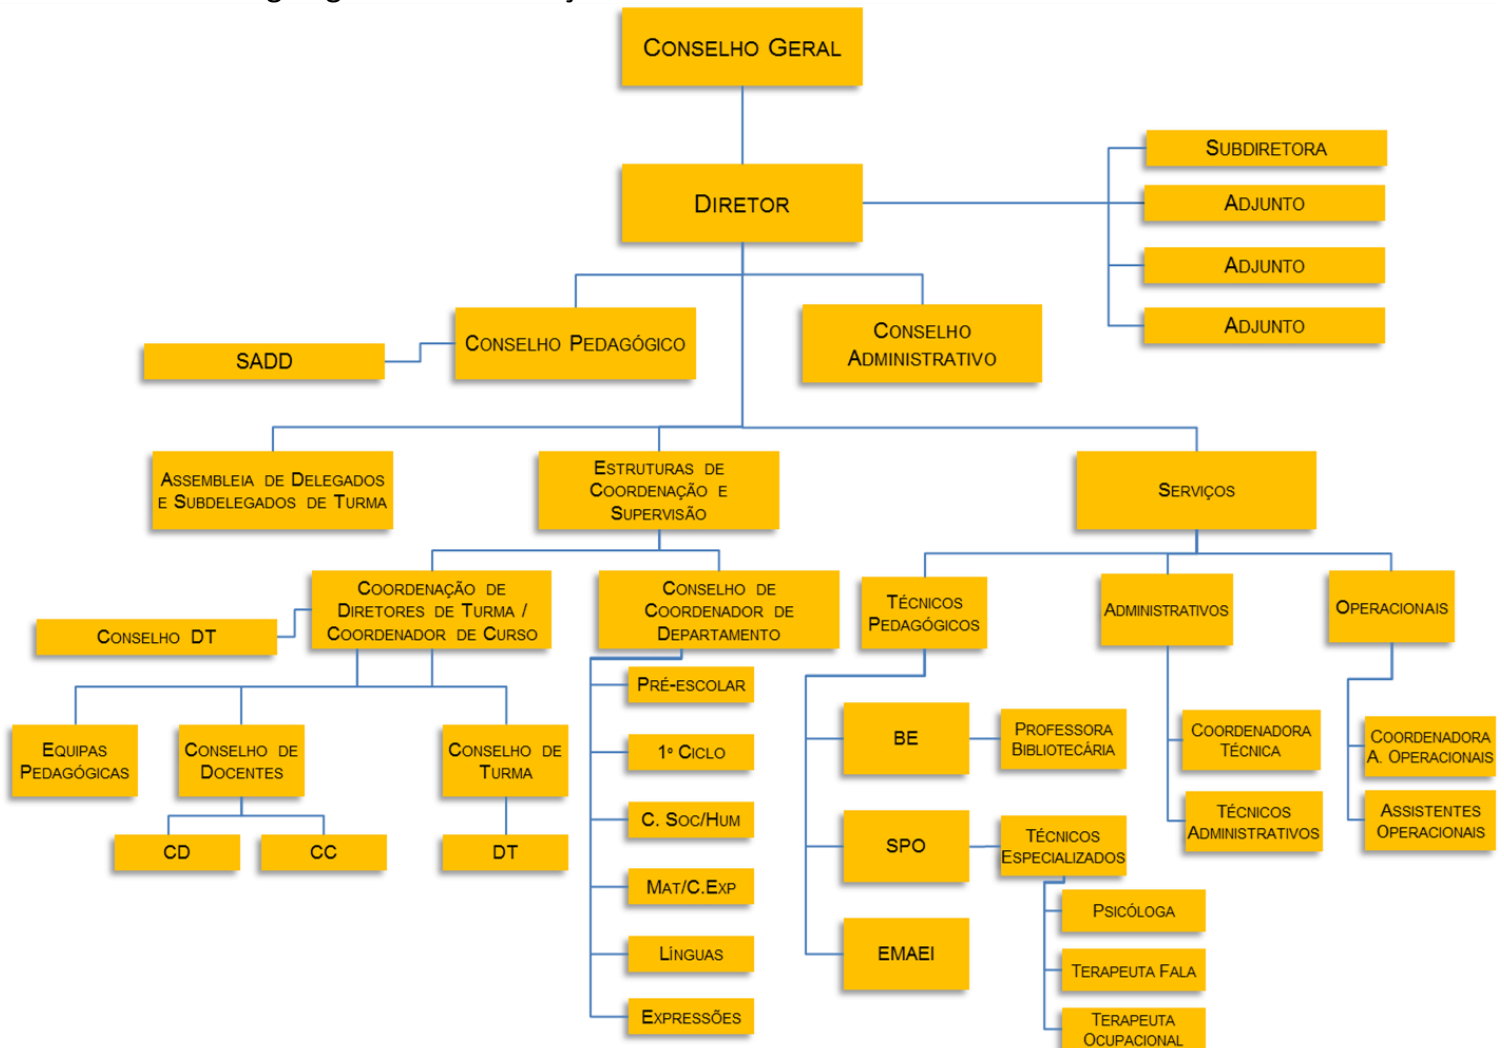 CONSELHO GERAL
DIRETOR
SUBDIRETORA
ADJUNTO
ADJUNTO
ADJUNTO
CONSELHO PEDAGÓGICO
CONSELHO
ADMINISTRATIVO
SADD
ASSEMBLEIA DE DELEGADOS
E SUBDELEGADOS DE TURMA
ESTRUTURAS DE
COORDENAÇÃO E
SUPERVISÃO
SERVIÇOS
COORDENAÇÃO DE
DIRETORES DE TURMA /
COORDENADOR DE CURSO
CONSELHO DE
COORDENADOR DE
DEPARTAMENTO
TÉCNICOS
PEDAGÓGICOS
ADMINISTRATIVOS
OPERACIONAIS
CONSELHO DT
EQUIPAS
PEDAGÓGICAS
CONSELHO DE
DOCENTES
CONSELHO DE
TURMA
CD
CC
DT
PRÉ-ESCOLAR
1º CICLO
C. SOC/HUM
MAT/C.EXP
LÍNGUAS
EXPRESSÕES
BE
PROFESSORA
BIBLIOTECÁRIA
SPO
TÉCNICOS
ESPECIALIZADOS
EMAEI
PSICÓLOGA
TERAPEUTA FALA
TERAPEUTA
OCUPACIONAL
COORDENADORA
TÉCNICA
TÉCNICOS
ADMINISTRATIVOS
COORDENADORA
A. OPERACIONAIS
ASSISTENTES
OPERACIONAIS